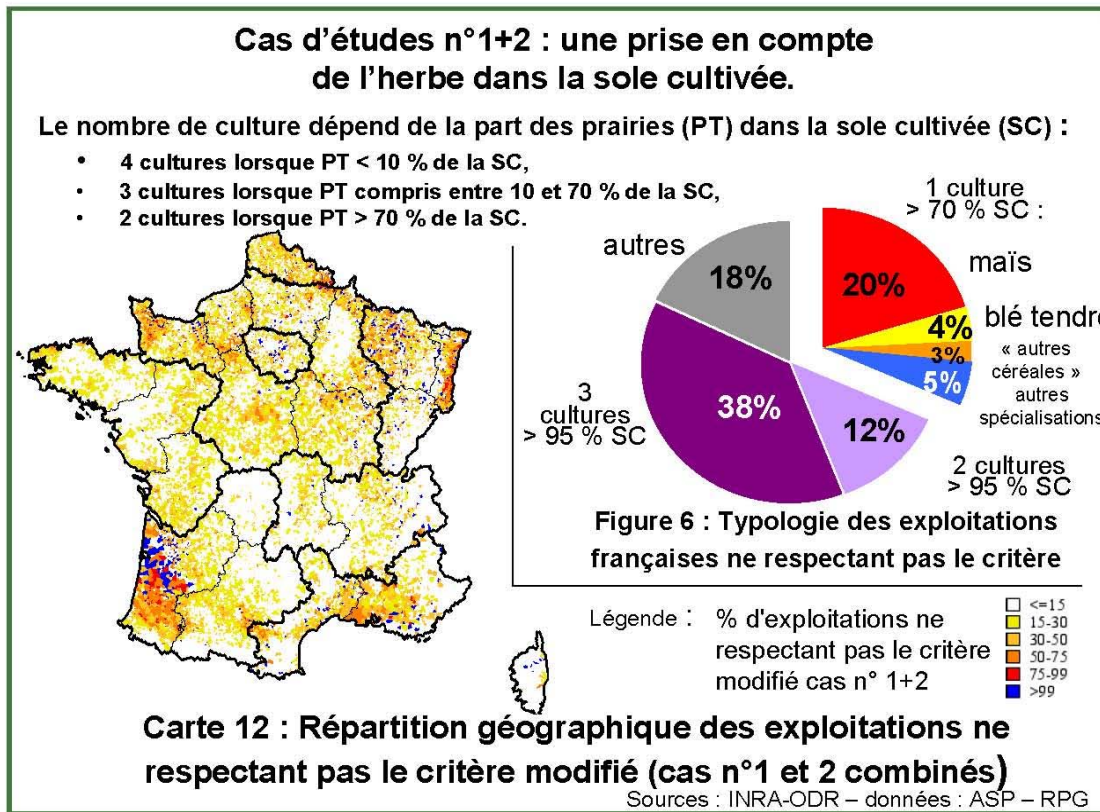 Cas d'études n°1+2 : une prise en compte
de l'herbe dans la sole cultivée.
Le nombre de culture dépend de la part des prairies (PT) dans la sole cultivée (SC) :
• 4 cultures lorsque PT < 10 % de la SC,
• 3 cultures lorsque PT compris entre 10 et 70 % de la SC,
• 2 cultures lorsque PT > 70 % de la SC.
1 culture
> 70 % SC :
autres
maïs
18%
20%
4%
blé tendre
3%
« autres
céréales »
5%
autres
spécialisations
3
cultures
> 95 % SC
38%
12%
2 cultures
> 95 % SC
Figure 6 : Typologie des exploitations
françaises ne respectant pas le critère
Légende :
% d'exploitations ne
respectant pas le critère
modifié cas n° 1+2
<=15
15-30
30-50
50-75
75-99
>99
Carte 12 : Répartition géographique des exploitations ne
respectant pas le critère modifié (cas n°1 et 2 combinés)
Sources : INRA-ODR – données : ASP – RPG